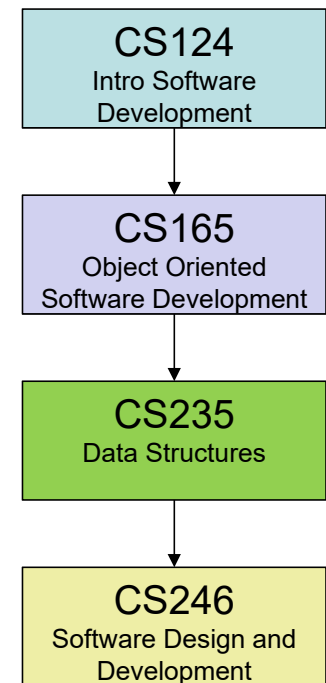 CS124
Intro Software
Development
CS165
Object Oriented
Software Development
CS235
Data Structures
CS246
Software Design and
Development